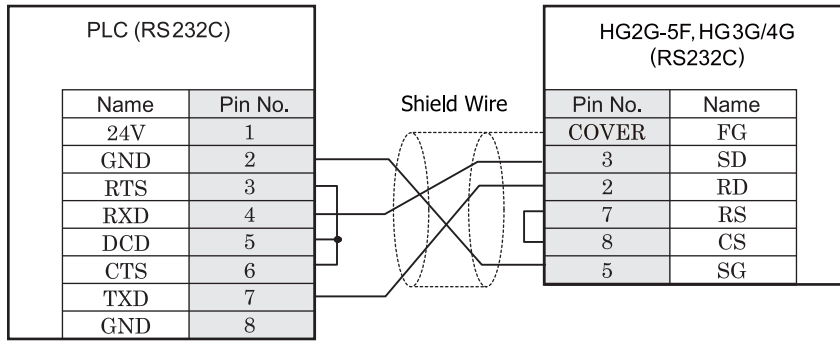 PLC (RS232C)
HG2G-5F, HG3G/4G
(RS232C)
Shield Wire
Name Pin No.
24V 1
GND 2
RTS 3
RXD 4
DCD 5
CTS 6
TXD 7
GND 8
Pin No. Name
COVER FG
3 SD
2 RD
7 RS
8 CS
5 SG